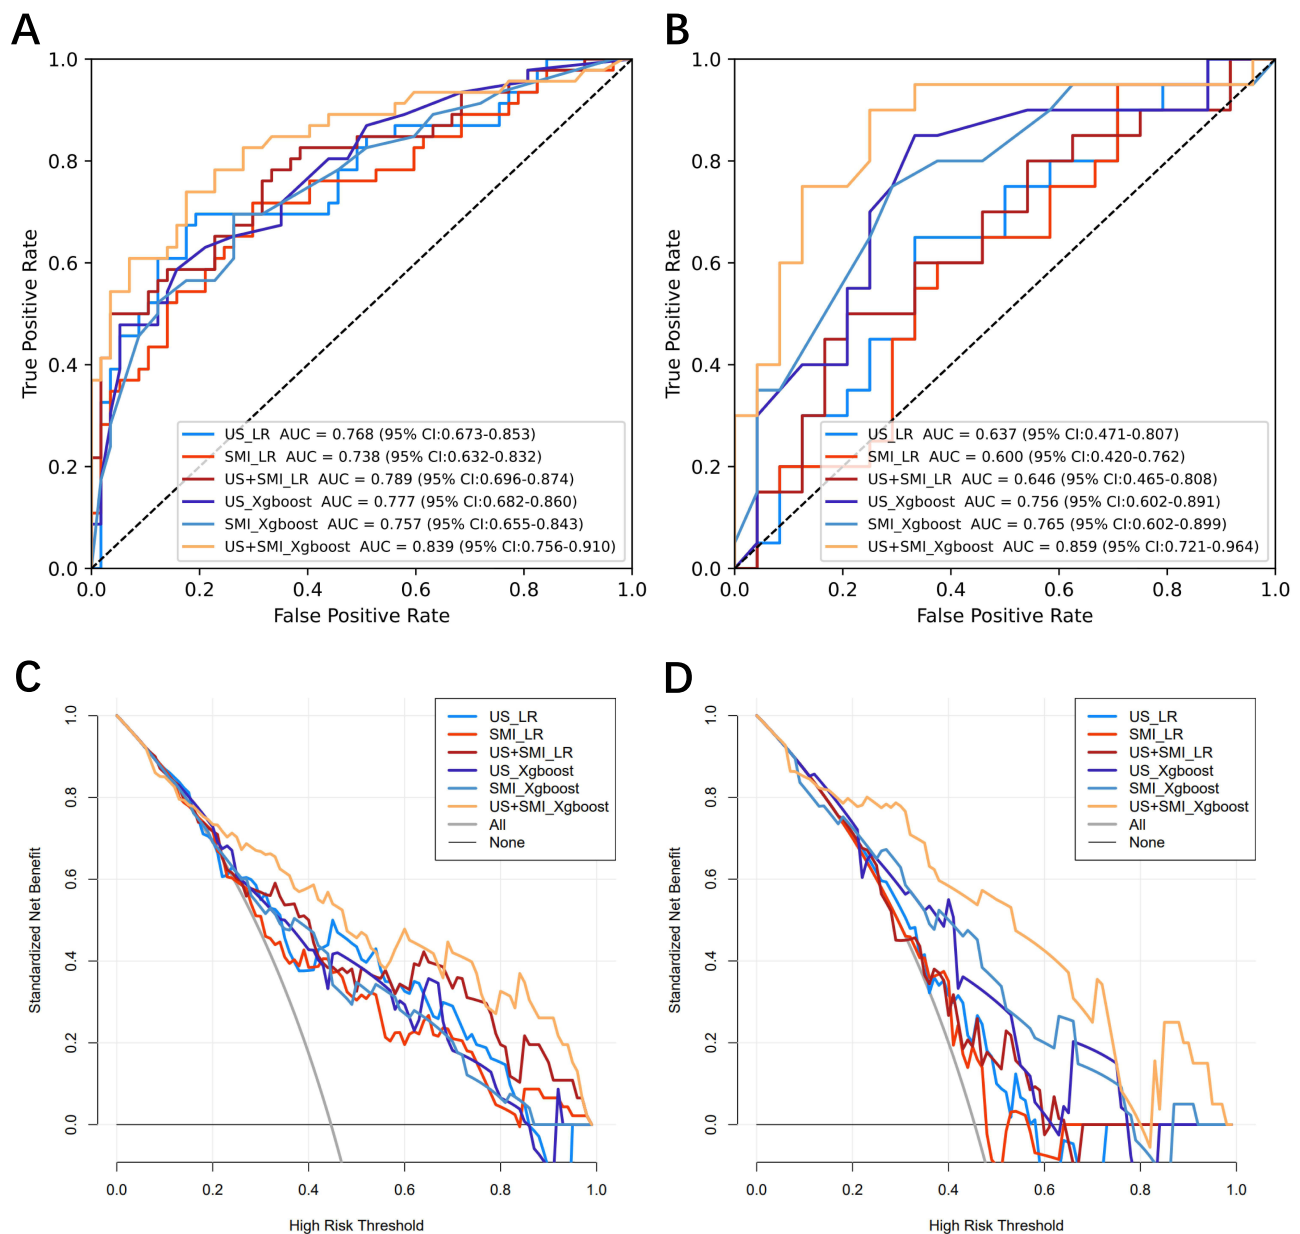 A
1.0
0.8
0.6
0.4
0.2
0.0
True Positive Rate
US_LR AUC = 0.768 (95% CI:0.673-0.853)
SMI_LR AUC = 0.738 (95% CI:0.632-0.832)
US+SMI_LR AUC = 0.789 (95% CI:0.696-0.874)
US_Xgboost AUC = 0.777 (95% CI:0.682-0.860)
SMI_Xgboost AUC = 0.757 (95% CI:0.655-0.843)
US+SMI_Xgboost AUC = 0.839 (95% CI:0.756-0.910)
0.0 0.2 0.4 0.6 0.8 1.0
False Positive Rate
B
1.0
0.8
0.6
0.4
0.2
0.0
True Positive Rate
US_LR AUC = 0.637 (95% CI:0.471-0.807)
SMI_LR AUC = 0.600 (95% CI:0.420-0.762)
US+SMI_LR AUC = 0.646 (95% CI:0.465-0.808)
US_Xgboost AUC = 0.756 (95% CI:0.602-0.891)
SMI_Xgboost AUC = 0.765 (95% CI:0.602-0.899)
US+SMI_Xgboost AUC = 0.859 (95% CI:0.721-0.964)
0.0 0.2 0.4 0.6 0.8 1.0
False Positive Rate
C
1.0
0.8
0.6
0.4
0.2
0.0
Standardized Net Benefit
US_LR
SMI_LR
US+SMI_LR
US_Xgboost
SMI_Xgboost
US+SMI_Xgboost
All
None
0.0 0.2 0.4 0.6 0.8 1.0
High Risk Threshold
D
1.0
0.8
0.6
0.4
0.2
0.0
Standardized Net Benefit
US_LR
SMI_LR
US+SMI_LR
US_Xgboost
SMI_Xgboost
US+SMI_Xgboost
All
None
0.0 0.2 0.4 0.6 0.8 1.0
High Risk Threshold